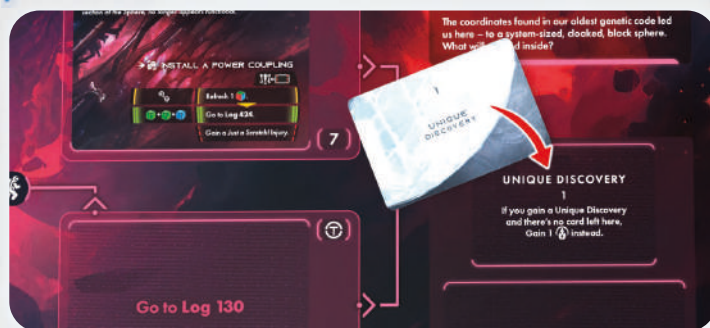 section of the Sphere, no longer appears functional.
INSTALL A POWER COUPLING
Refresh 1
Go to Log 434.
Gain a Just a Scratch! Injury.
7
T
Go to Log 130
The coordinates found in our oldest genetic code led
us here – to a system-sized, cloaked, black sphere.
What will
inside?
1
UNIQUE
DISCOVERY
UNIQUE DISCOVERY
1
If you gain a Unique Discovery
and there's no card left here,
Gain 1 instead.